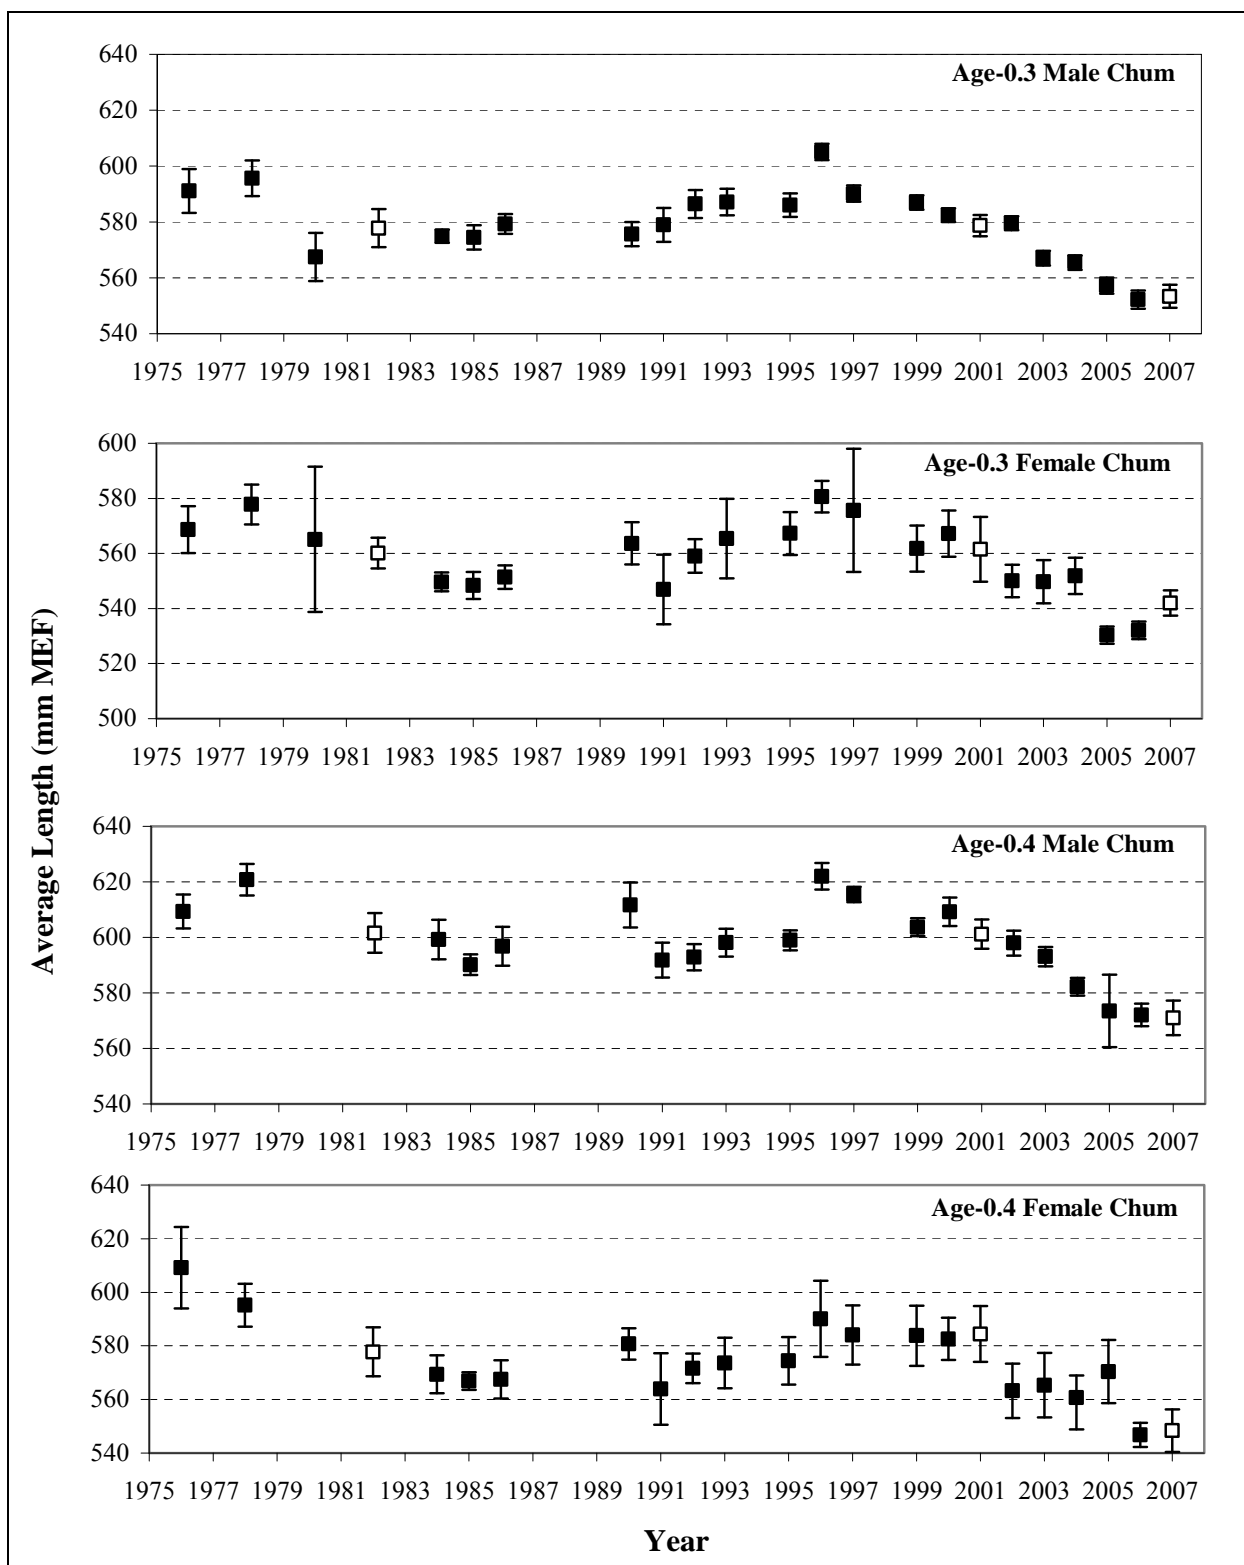 Age-0.3 Male Chum
640
620
600
580
560
540
1975 1977 1979 1981 1983 1985 1987 1989 1991 1993 1995 1997 1999 2001 2003 2005 2007
Age-0.3 Female Chum
600
580
560
540
520
500
1975 1977 1979 1981 1983 1985 1987 1989 1991 1993 1995 1997 1999 2001 2003 2005 2007
Average Length (mm MEF)
Age-0.4 Male Chum
640
620
600
580
560
540
1975 1977 1979 1981 1983 1985 1987 1989 1991 1993 1995 1997 1999 2001 2003 2005 2007
Age-0.4 Female Chum
640
620
600
580
560
540
1975 1977 1979 1981 1983 1985 1987 1989 1991 1993 1995 1997 1999 2001 2003 2005 2007
Year